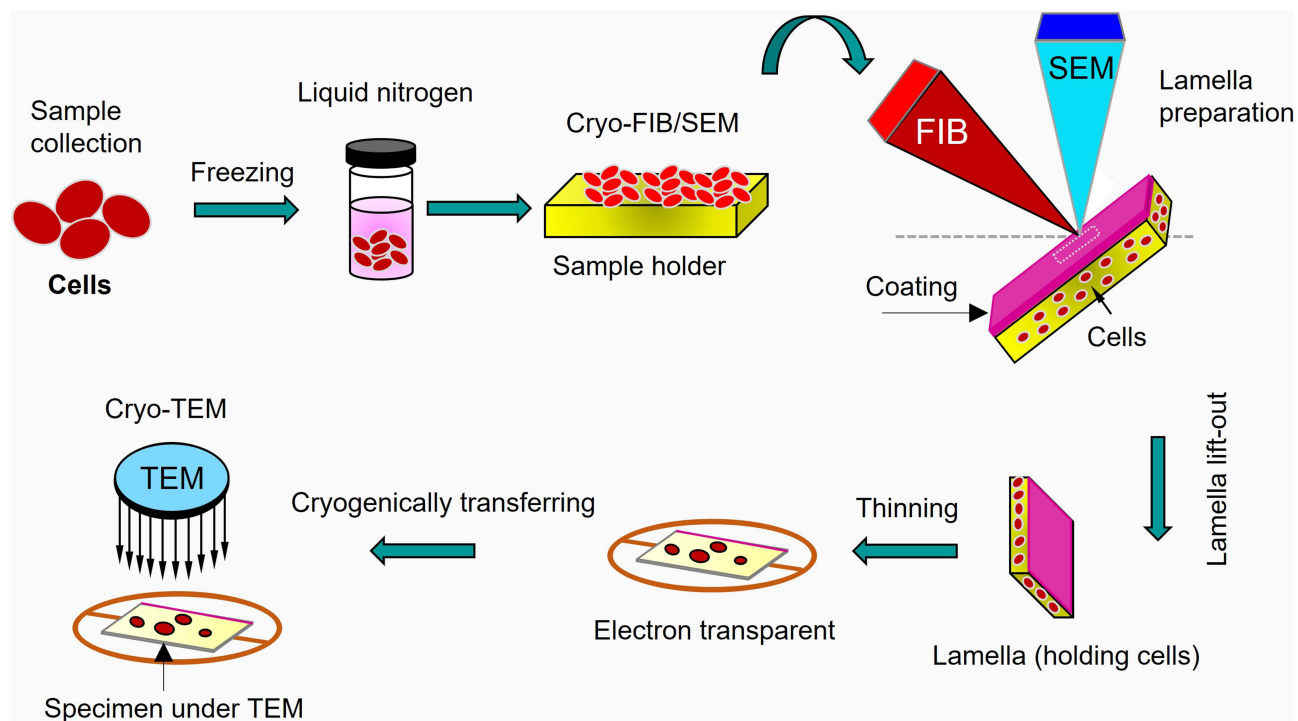 Sample
collection
Cells
Freezing
Liquid nitrogen
Cryo-FIB/SEM
Sample holder
FIB
SEM
Lamella
preparation
Coating
Cells
Lamella lift-out
Lamella (holding cells)
Thinning
Electron transparent
Cryogenically transferring
Cryo-TEM
TEM
Specimen under TEM